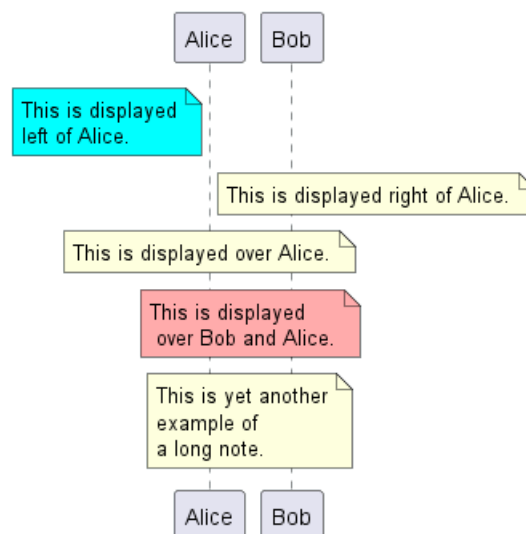 Alice Bob
This is displayed
left of Alice.
This is displayed right of Alice.
This is displayed over Alice.
This is displayed
over Bob and Alice.
This is yet another
example of
a long note.
Alice Bob